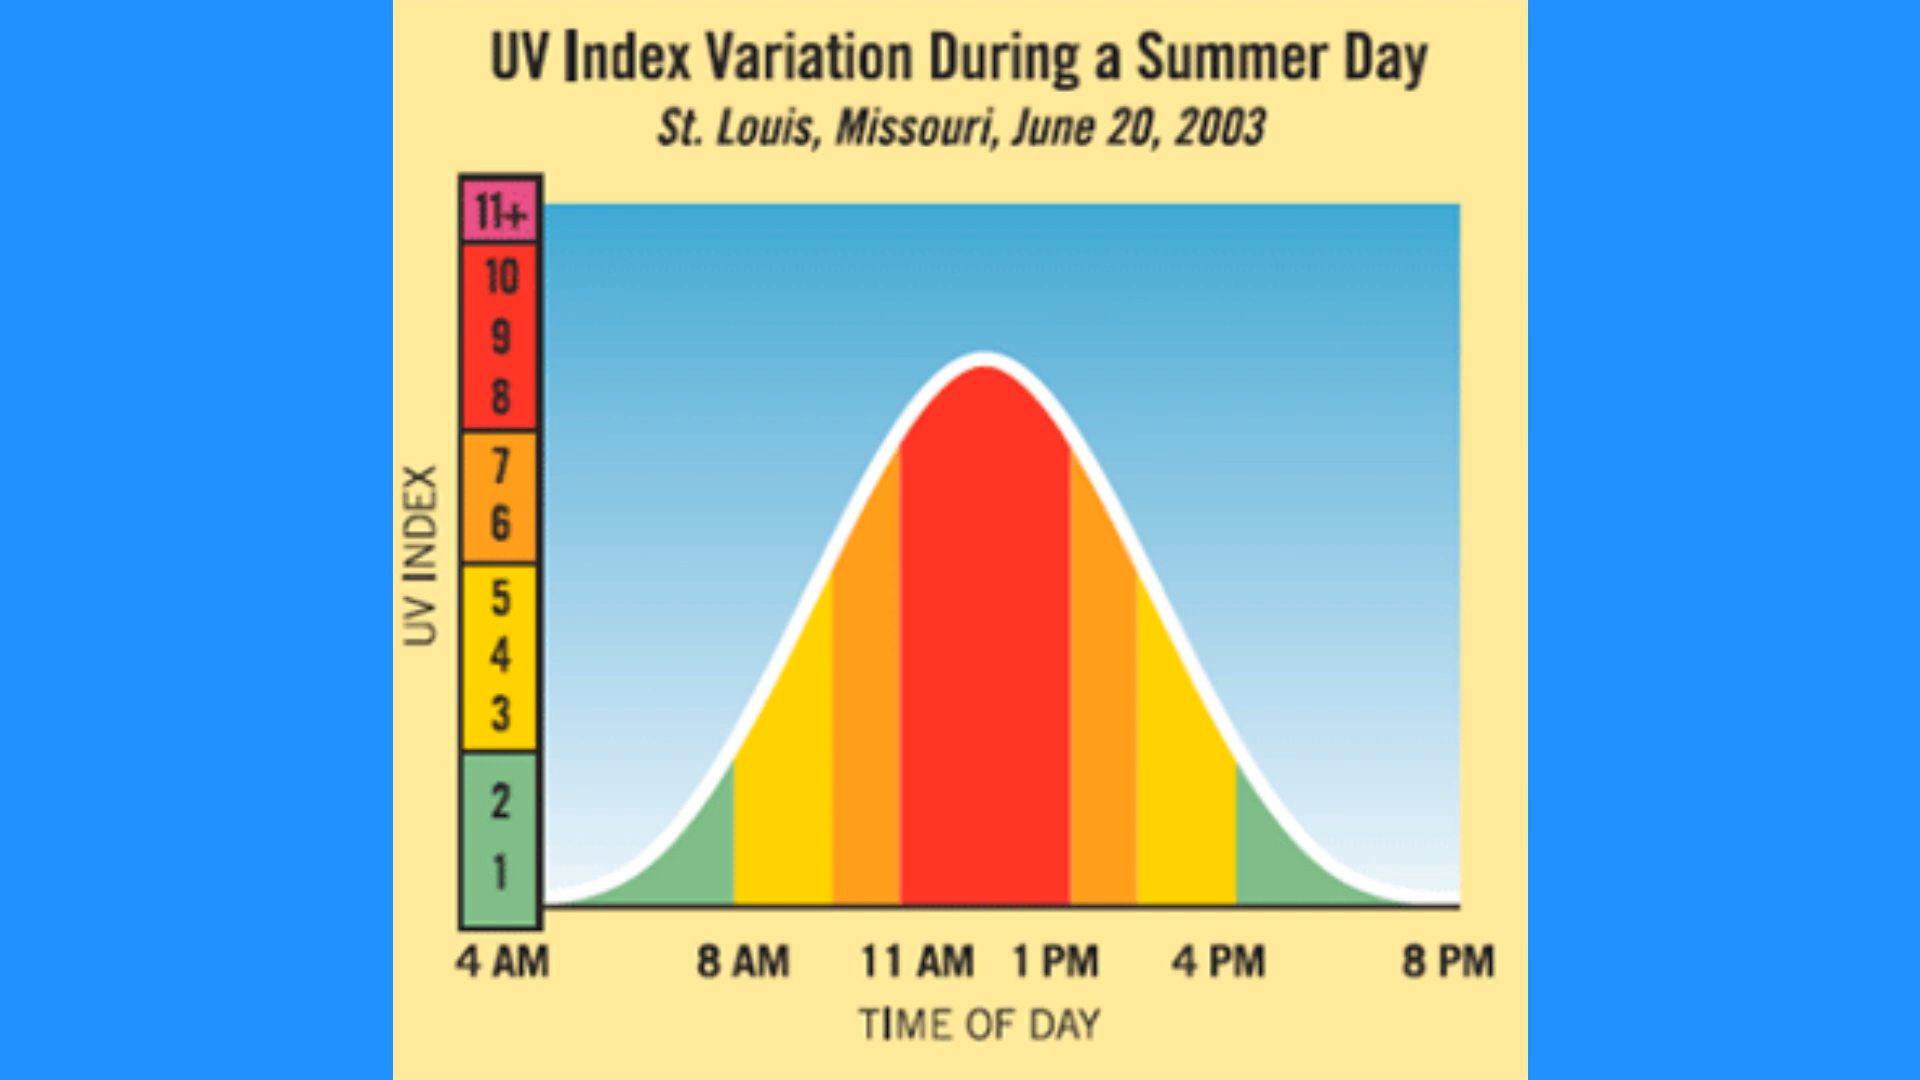 UV Index Variation During a Summer Day
St. Louis, Missouri, June 20, 2003
11+
10
9
8
7
6
5
4
3
2
1
UV INDEX
4 AM 8 AM 11 AM 1 PM 4 PM 8 PM
TIME OF DAY